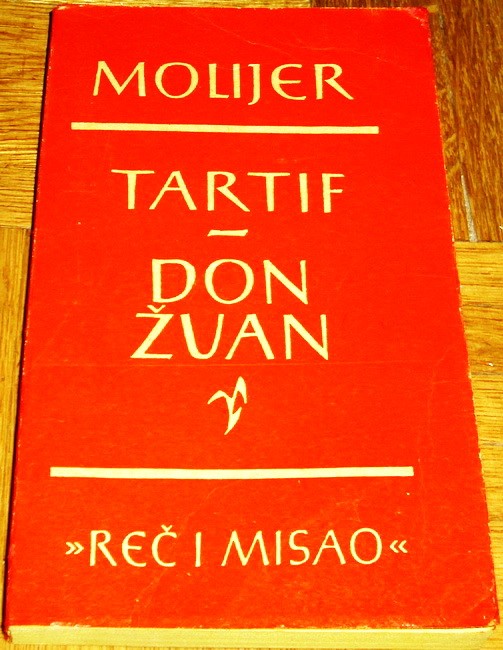 MOLIJER
TARTIF
–
DON
ŽUAN
»REČ I MISAO«